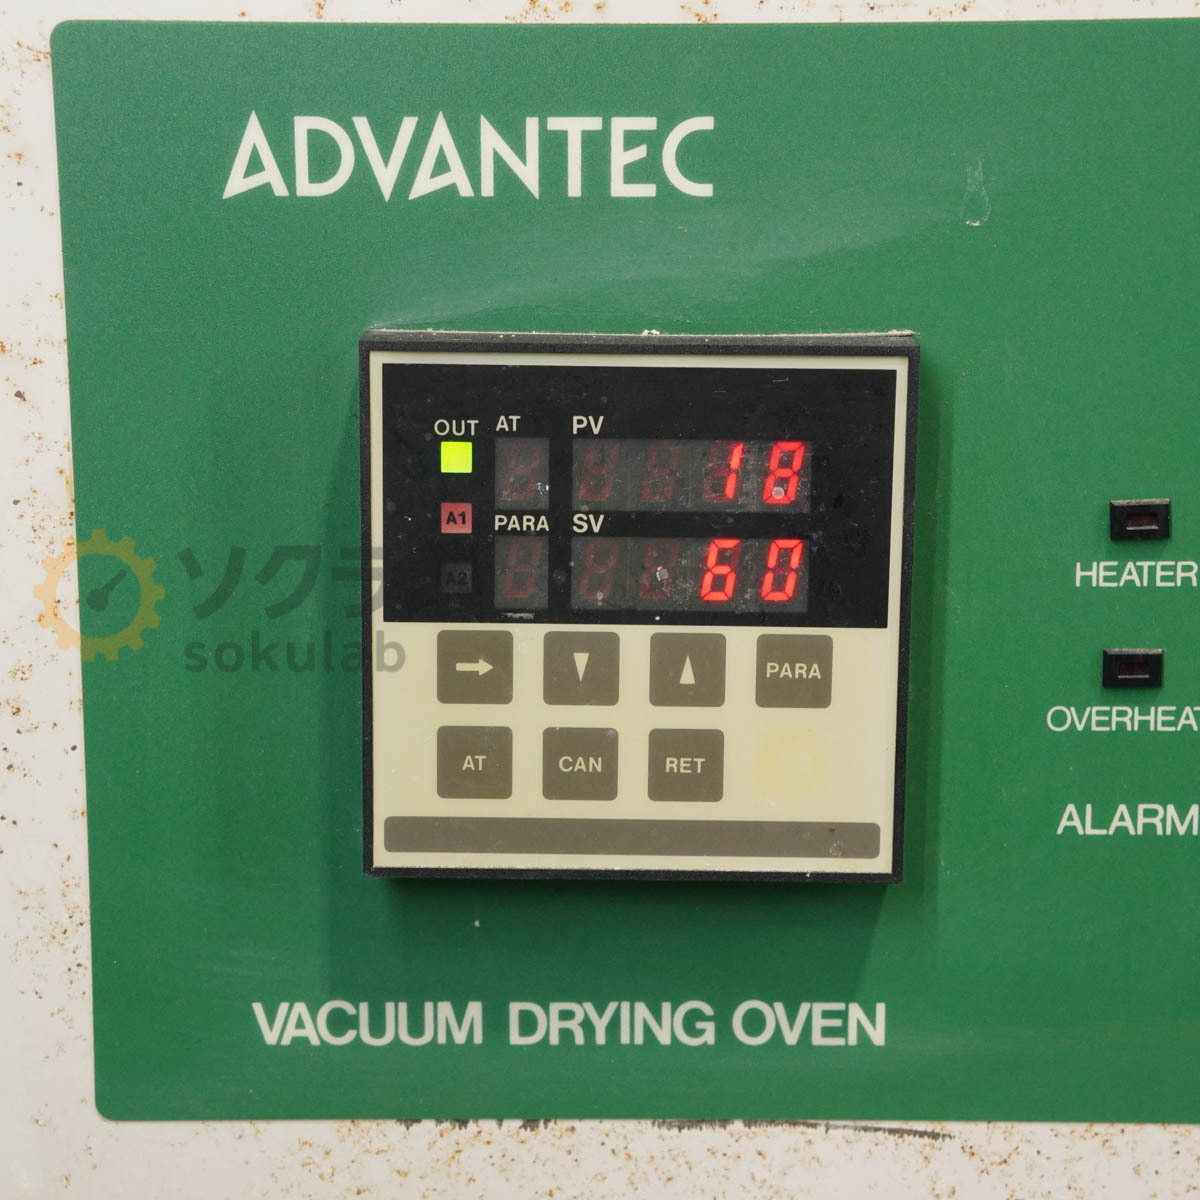 ADVANTEC
OUT AT PV
18
A1
PARA SV
A2
60
HEATER
ソクラ
sokulab
PARA
OVERHEAT
AT CAN RET
ALARM
VACUUM DRYING OVEN